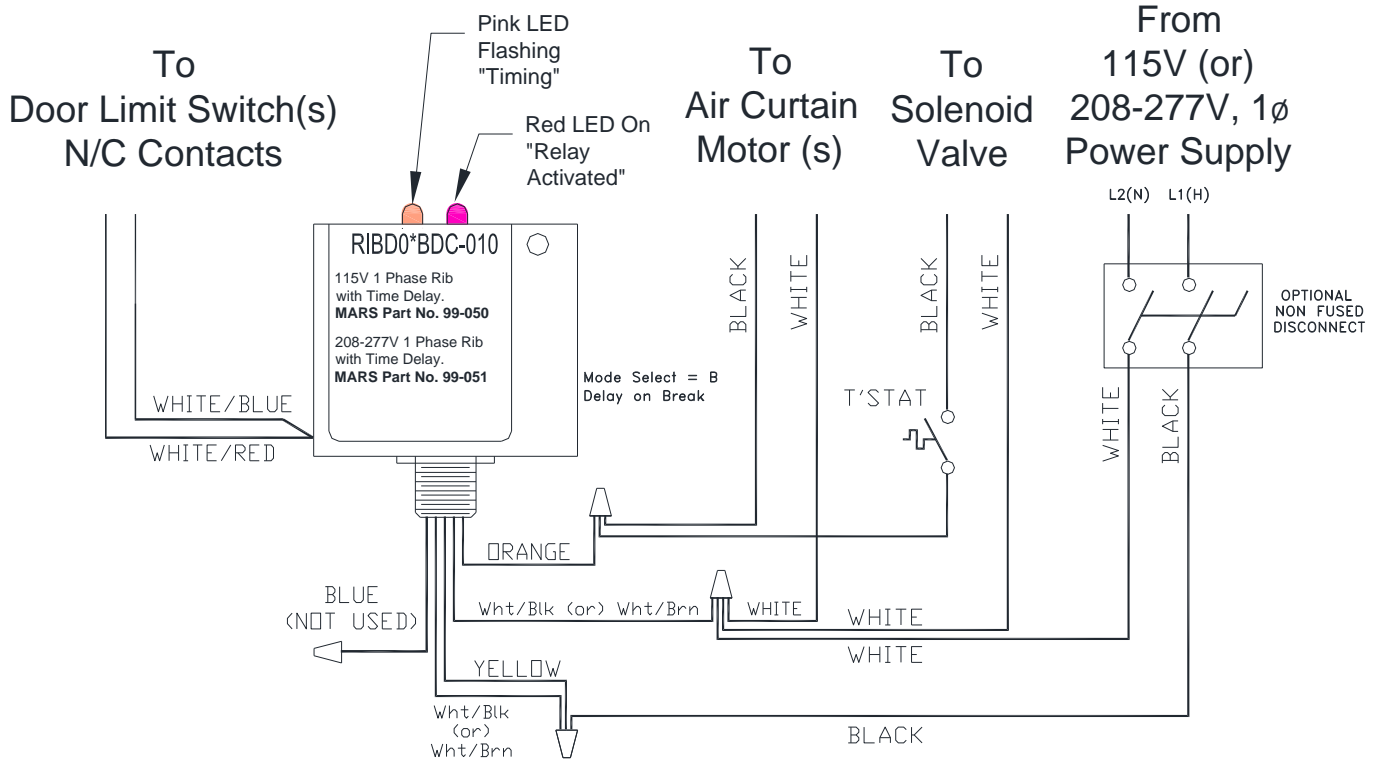 Pink LED
Flashing
"Timing"
Red LED On
"Relay
Activated"
To
Door Limit Switch(s)
N/C Contacts
To
Air Curtain
Motor (s)
To
Solenoid
Valve
From
115V (or)
208-277V, 1ø
Power Supply
L2(N)
L1(H)
RIBD0*BDC-010
115V 1 Phase Rib
with Time Delay.
MARS Part No. 99-050
208-277V 1 Phase Rib
with Time Delay.
MARS Part No. 99-051
Mode Select = B
Delay on Break
BLACK
WHITE
BLACK
WHITE
OPTIONAL
NON FUSED
DISCONNECT
T'STAT
WHITE
BLACK
WHITE/BLUE
WHITE/RED
ORANGE
BLUE
(NOT USED)
Wht/Blk (or) Wht/Brn
WHITE
WHITE
WHITE
YELLOW
Wht/Blk
(or)
Wht/Brn
BLACK